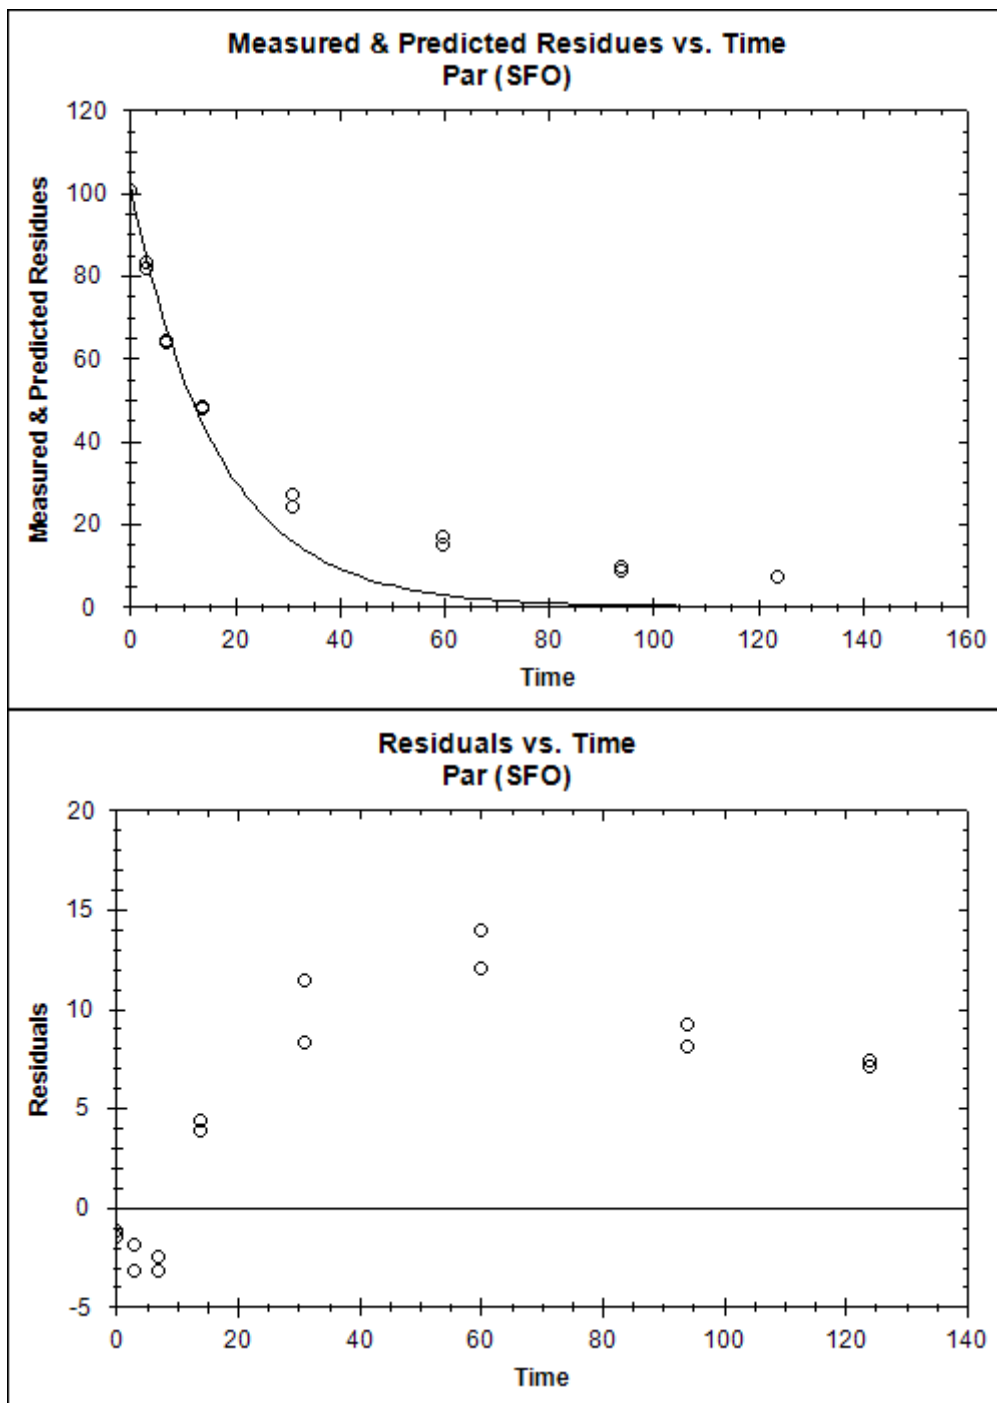 Measured & Predicted Residues vs. Time
Par (SFO)
120
100
80
60
40
20
0
Measured & Predicted Residues
0 20 40 60 80 100 120 140 160
Time
Residuals vs. Time
Par (SFO)
20
15
10
5
0
-5
Residuals
0 20 40 60 80 100 120 140
Time